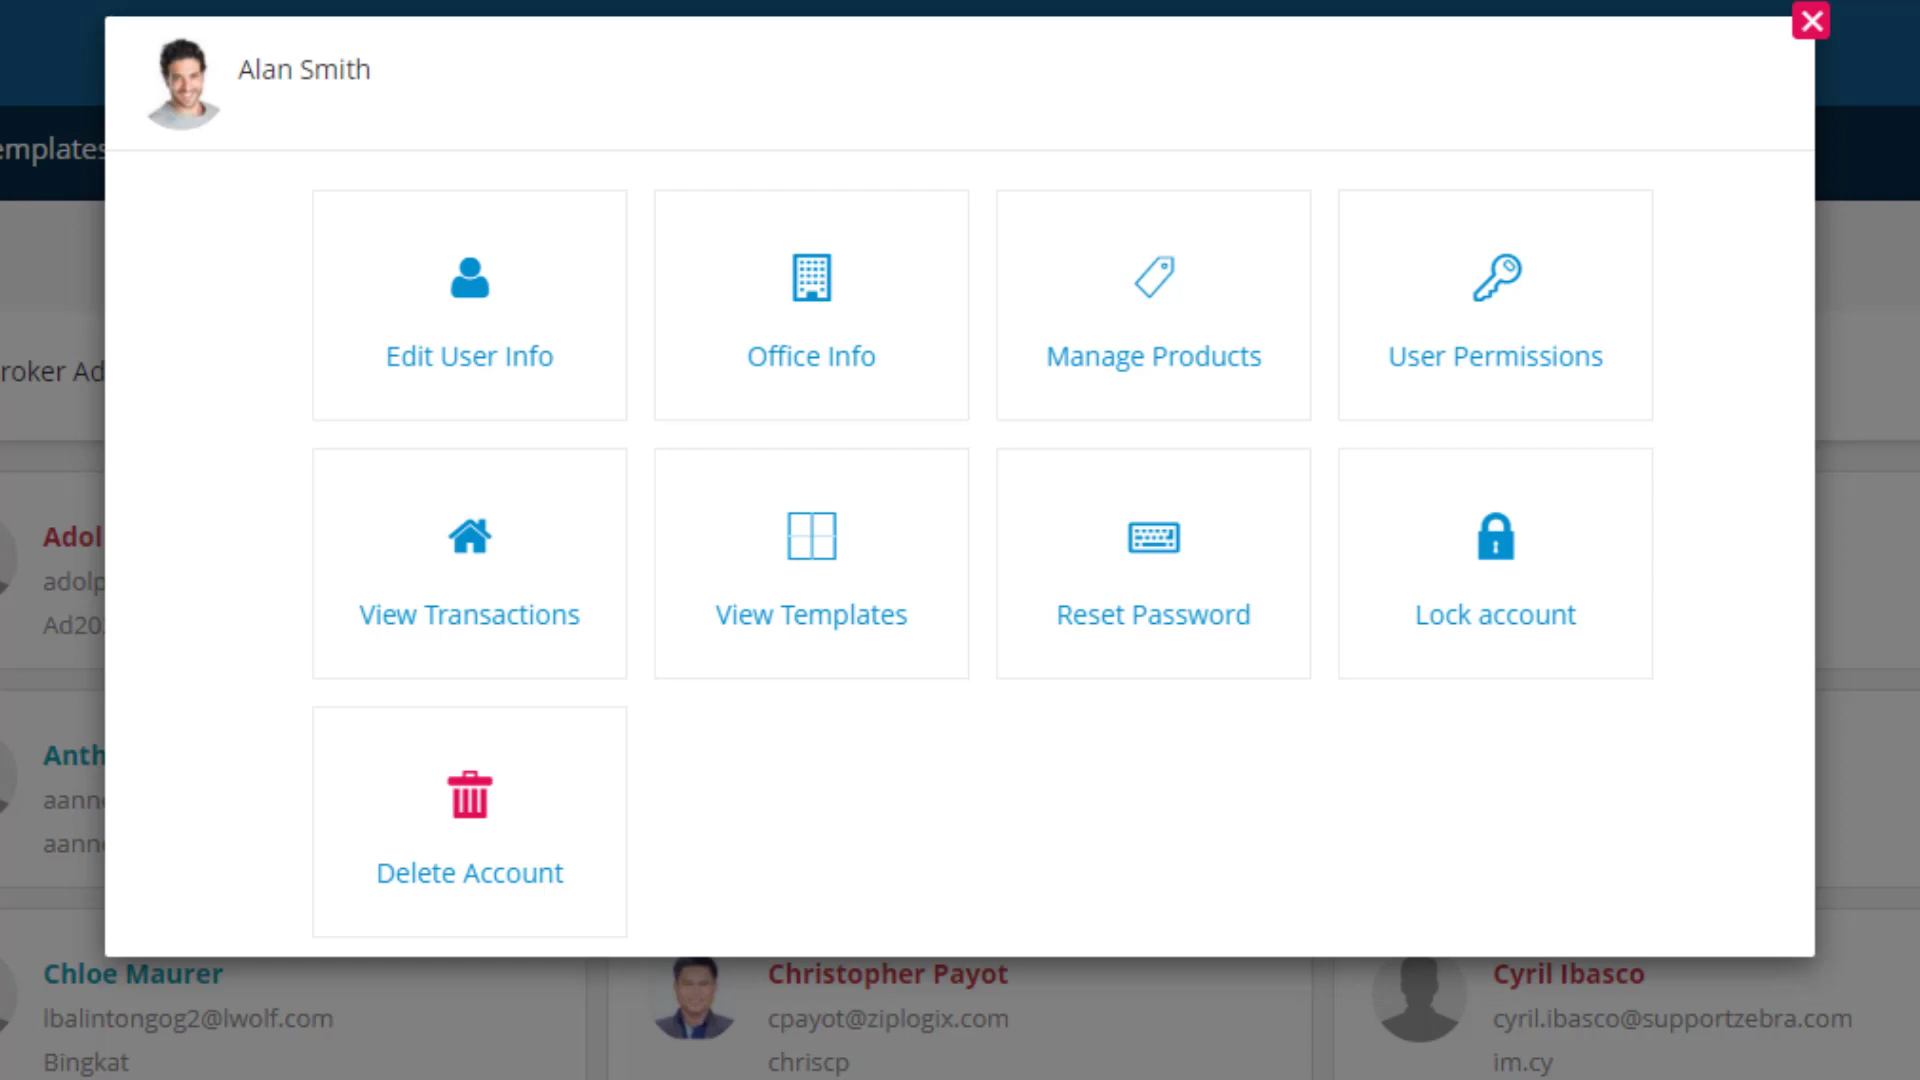 Alan Smith
emplates
Edit User Info
Office Info
Manage Products
User Permissions
roker Ad
View Transactions
View Templates
Reset Password
Lock account
Adol
adolp
Ad20
Anth
aann
aann
Delete Account
Chloe Maurer
lbalintongog2@lwolf.com
Bingkat
Christopher Payot
cpayot@ziplogix.com
chriscp
Cyril Ibasco
cyril.ibasco@supportzebra.com
im.cy